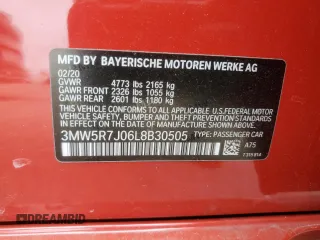 MFD BY BAYERISCHE MOTOREN WERKE AG
02/20
GVWR 4773 lbs 2165 kg
GAWR FRONT 2326 lbs 1055 kg
GAWR REAR 2601 lbs 1180 kg
THIS VEHICLE CONFORMS TO ALL APPLICABLE FEDERAL MOTOR VEHICLE SAFETY, BUMPER, AND THEFT PREVENTION STANDARDS IN EFFECT ON THE DATE OF MANUFACTURE SHOWN ABOVE.
3MW5R7J06L8B30505 TYPE: PASSENGER CAR
A75
DREAMBID